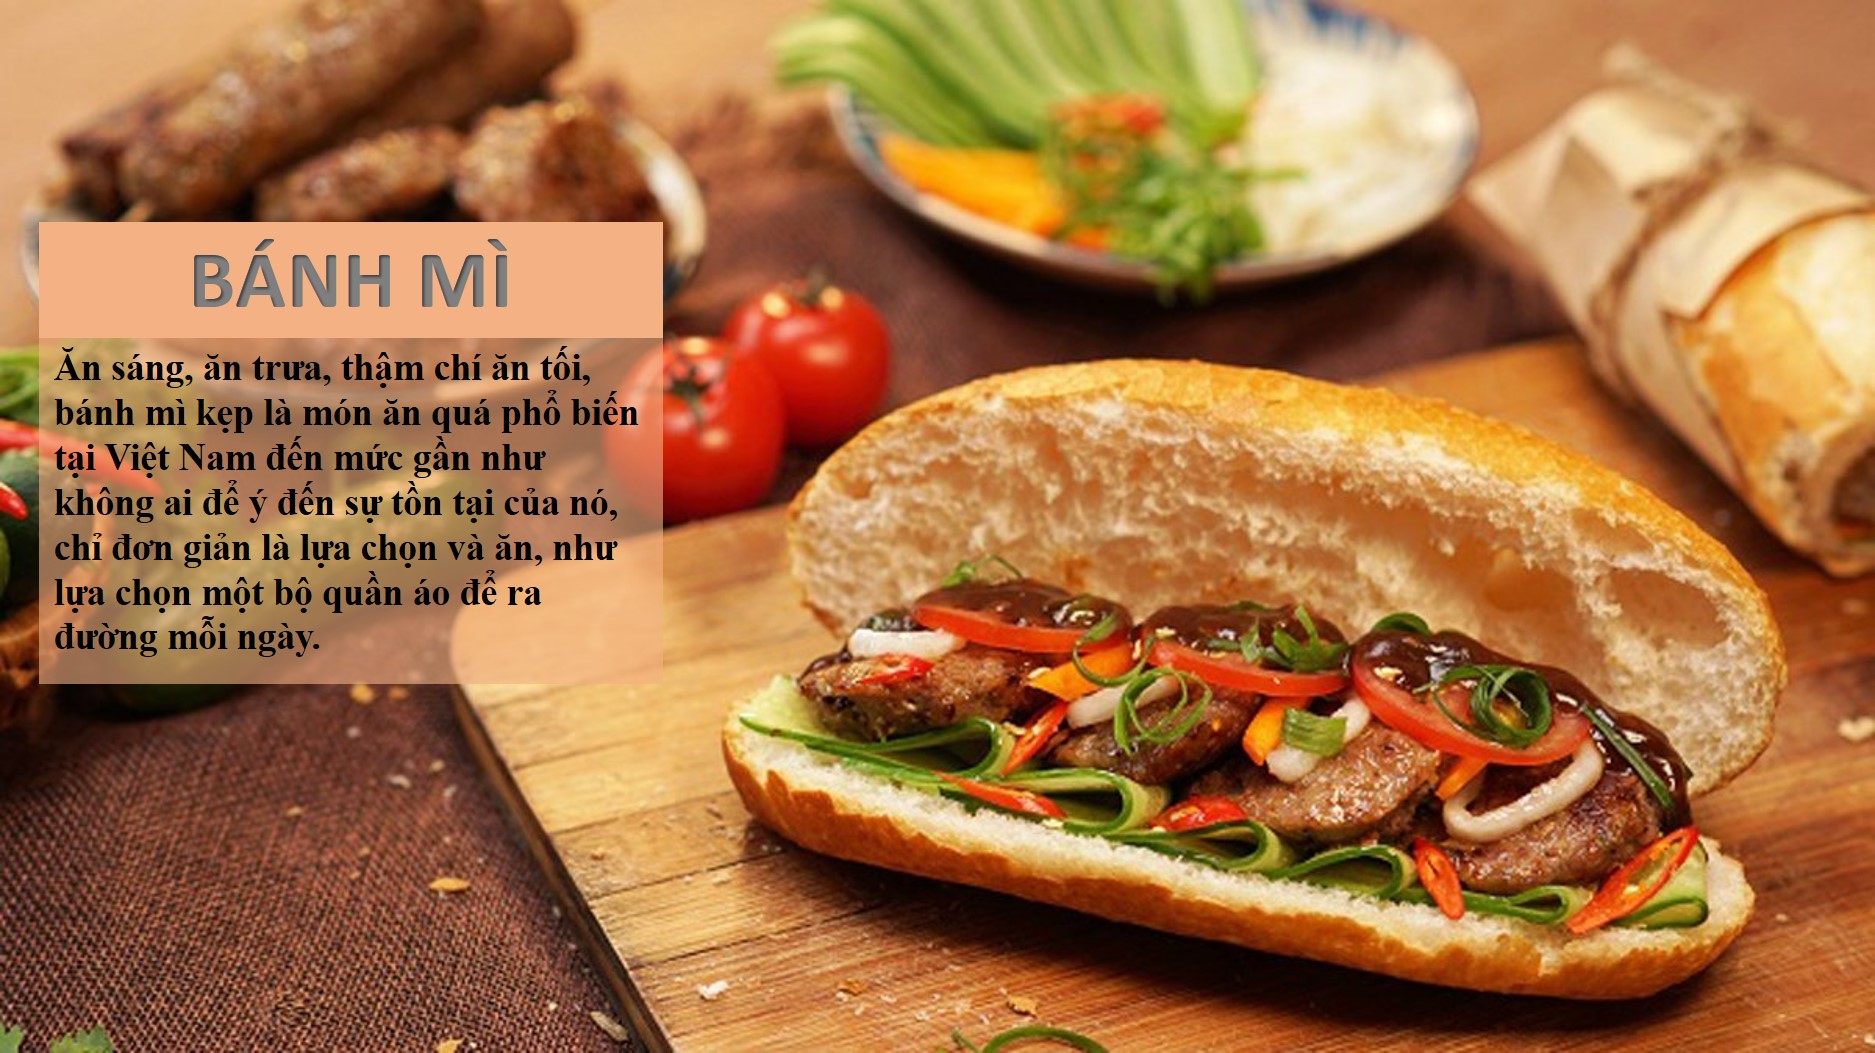 BÁNH MÌ
Ăn sáng, ăn trưa, thậm chí ăn tối,
bánh mì kẹp là món ăn quá phổ biến
tại Việt Nam đến mức gần như
không ai để ý đến sự tồn tại của nó,
chỉ đơn giản là lựa chọn và ăn, như
lựa chọn một bộ quần áo để ra
đường mỗi ngày.